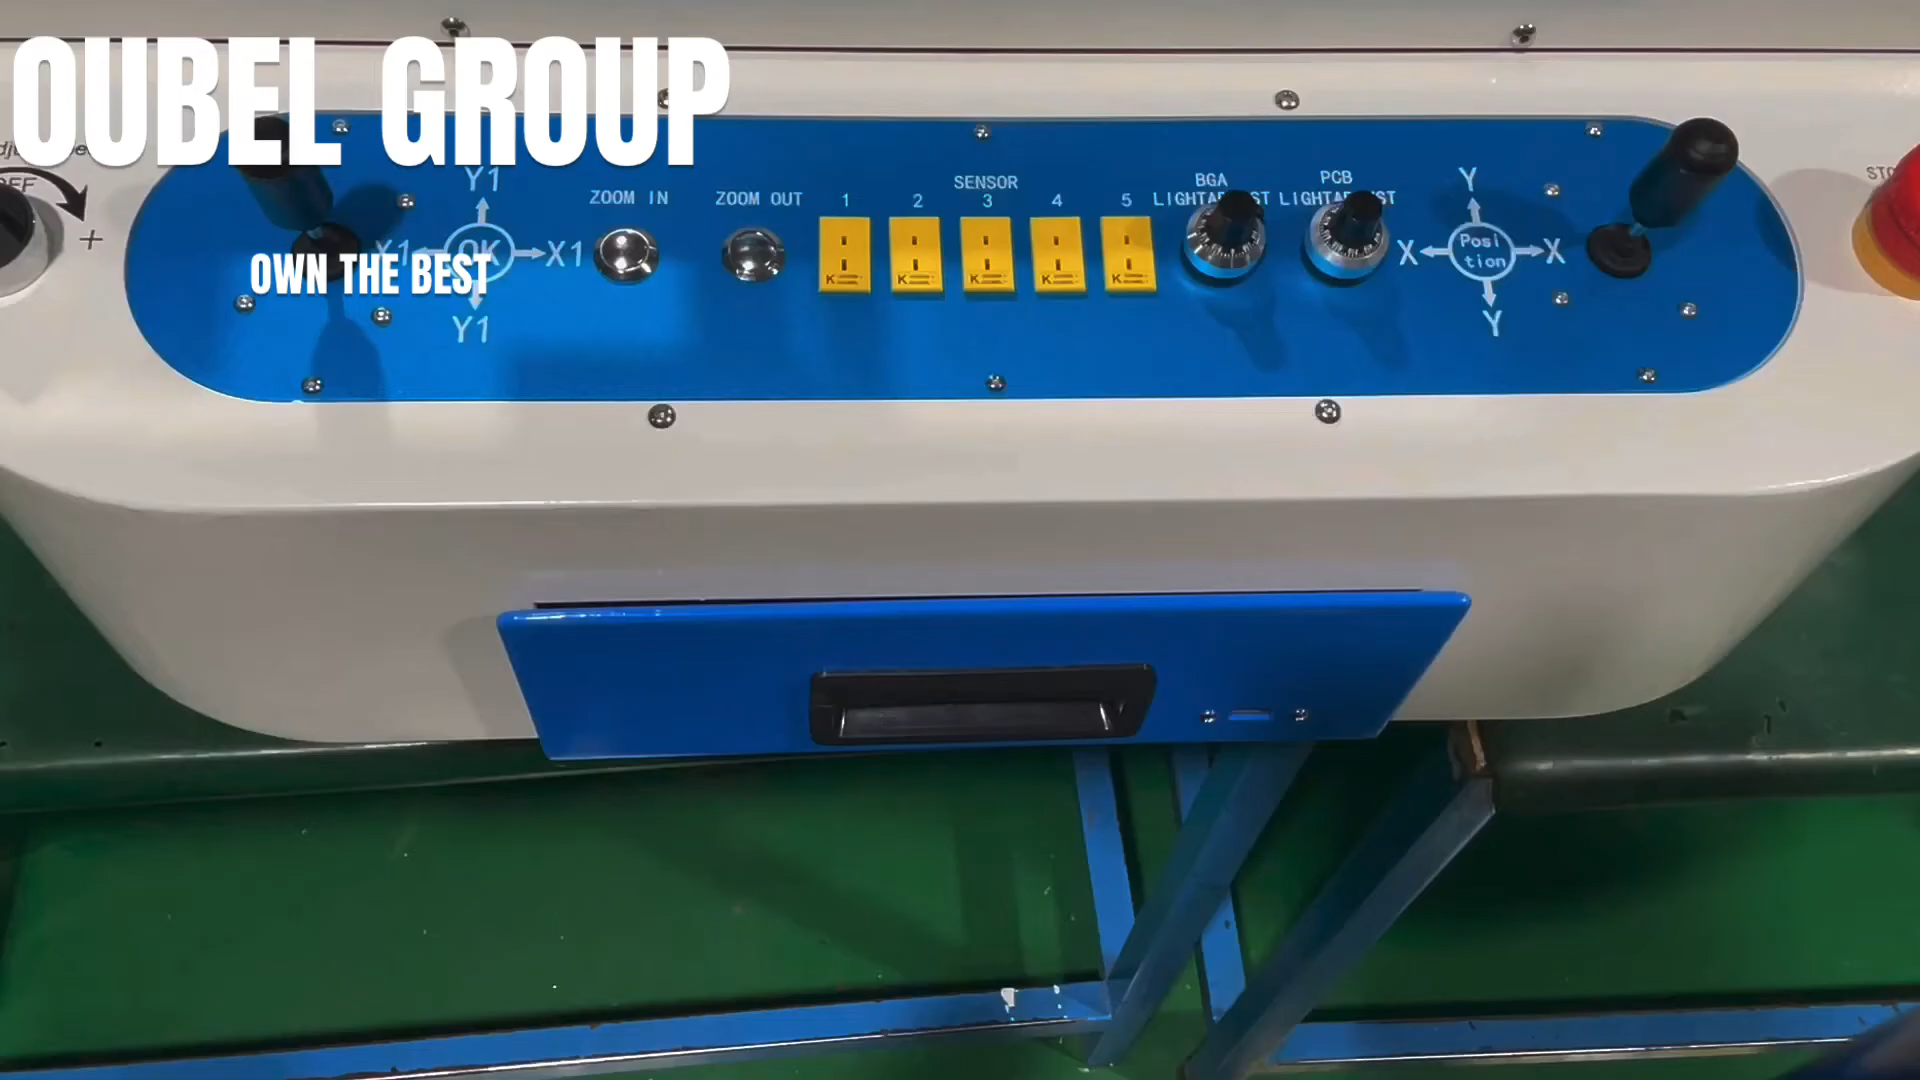 OUBEL GROUP
OWN THE BEST
+
Y1
X1 OK X1
Y1
ZOOM IN
ZOOM OUT
SENSOR
1 2 3 4 5
K K K K K
BGA
PCB
Y
X Posi
tion X
Y